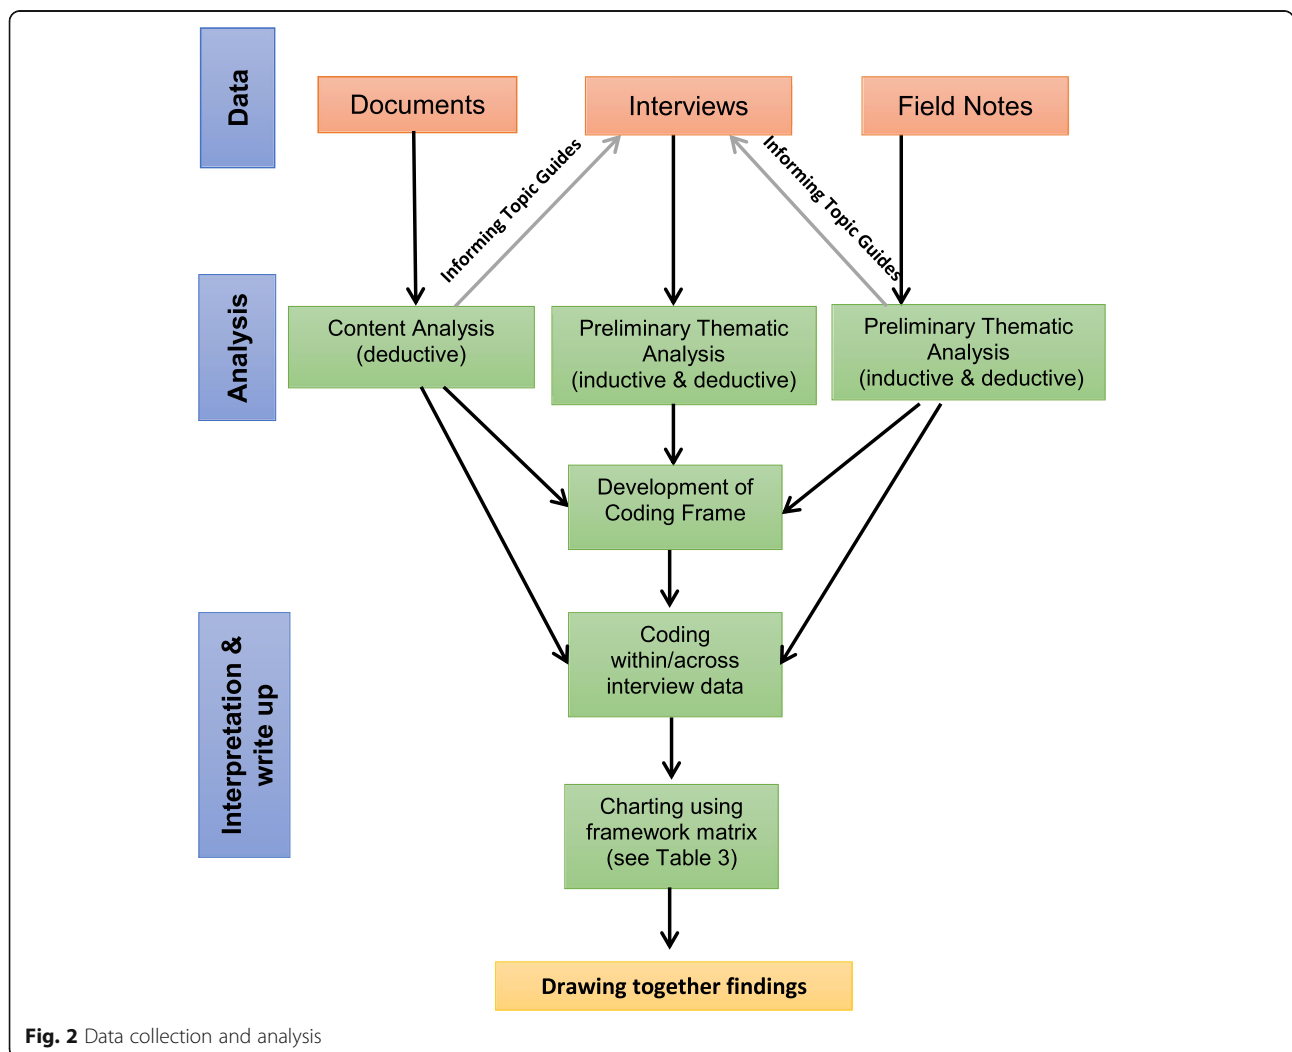 Data
Documents
Interviews
Field Notes
Informing Topic Guides
Informing Topic Guides
Analysis
Content Analysis
(deductive)
Preliminary Thematic
Analysis
(inductive & deductive)
Preliminary Thematic
Analysis
(inductive & deductive)
Development of
Coding Frame
Interpretation &
write up
Coding
within/across
interview data
Charting using
framework matrix
(see Table 3)
Drawing together findings
Fig. 2 Data collection and analysis